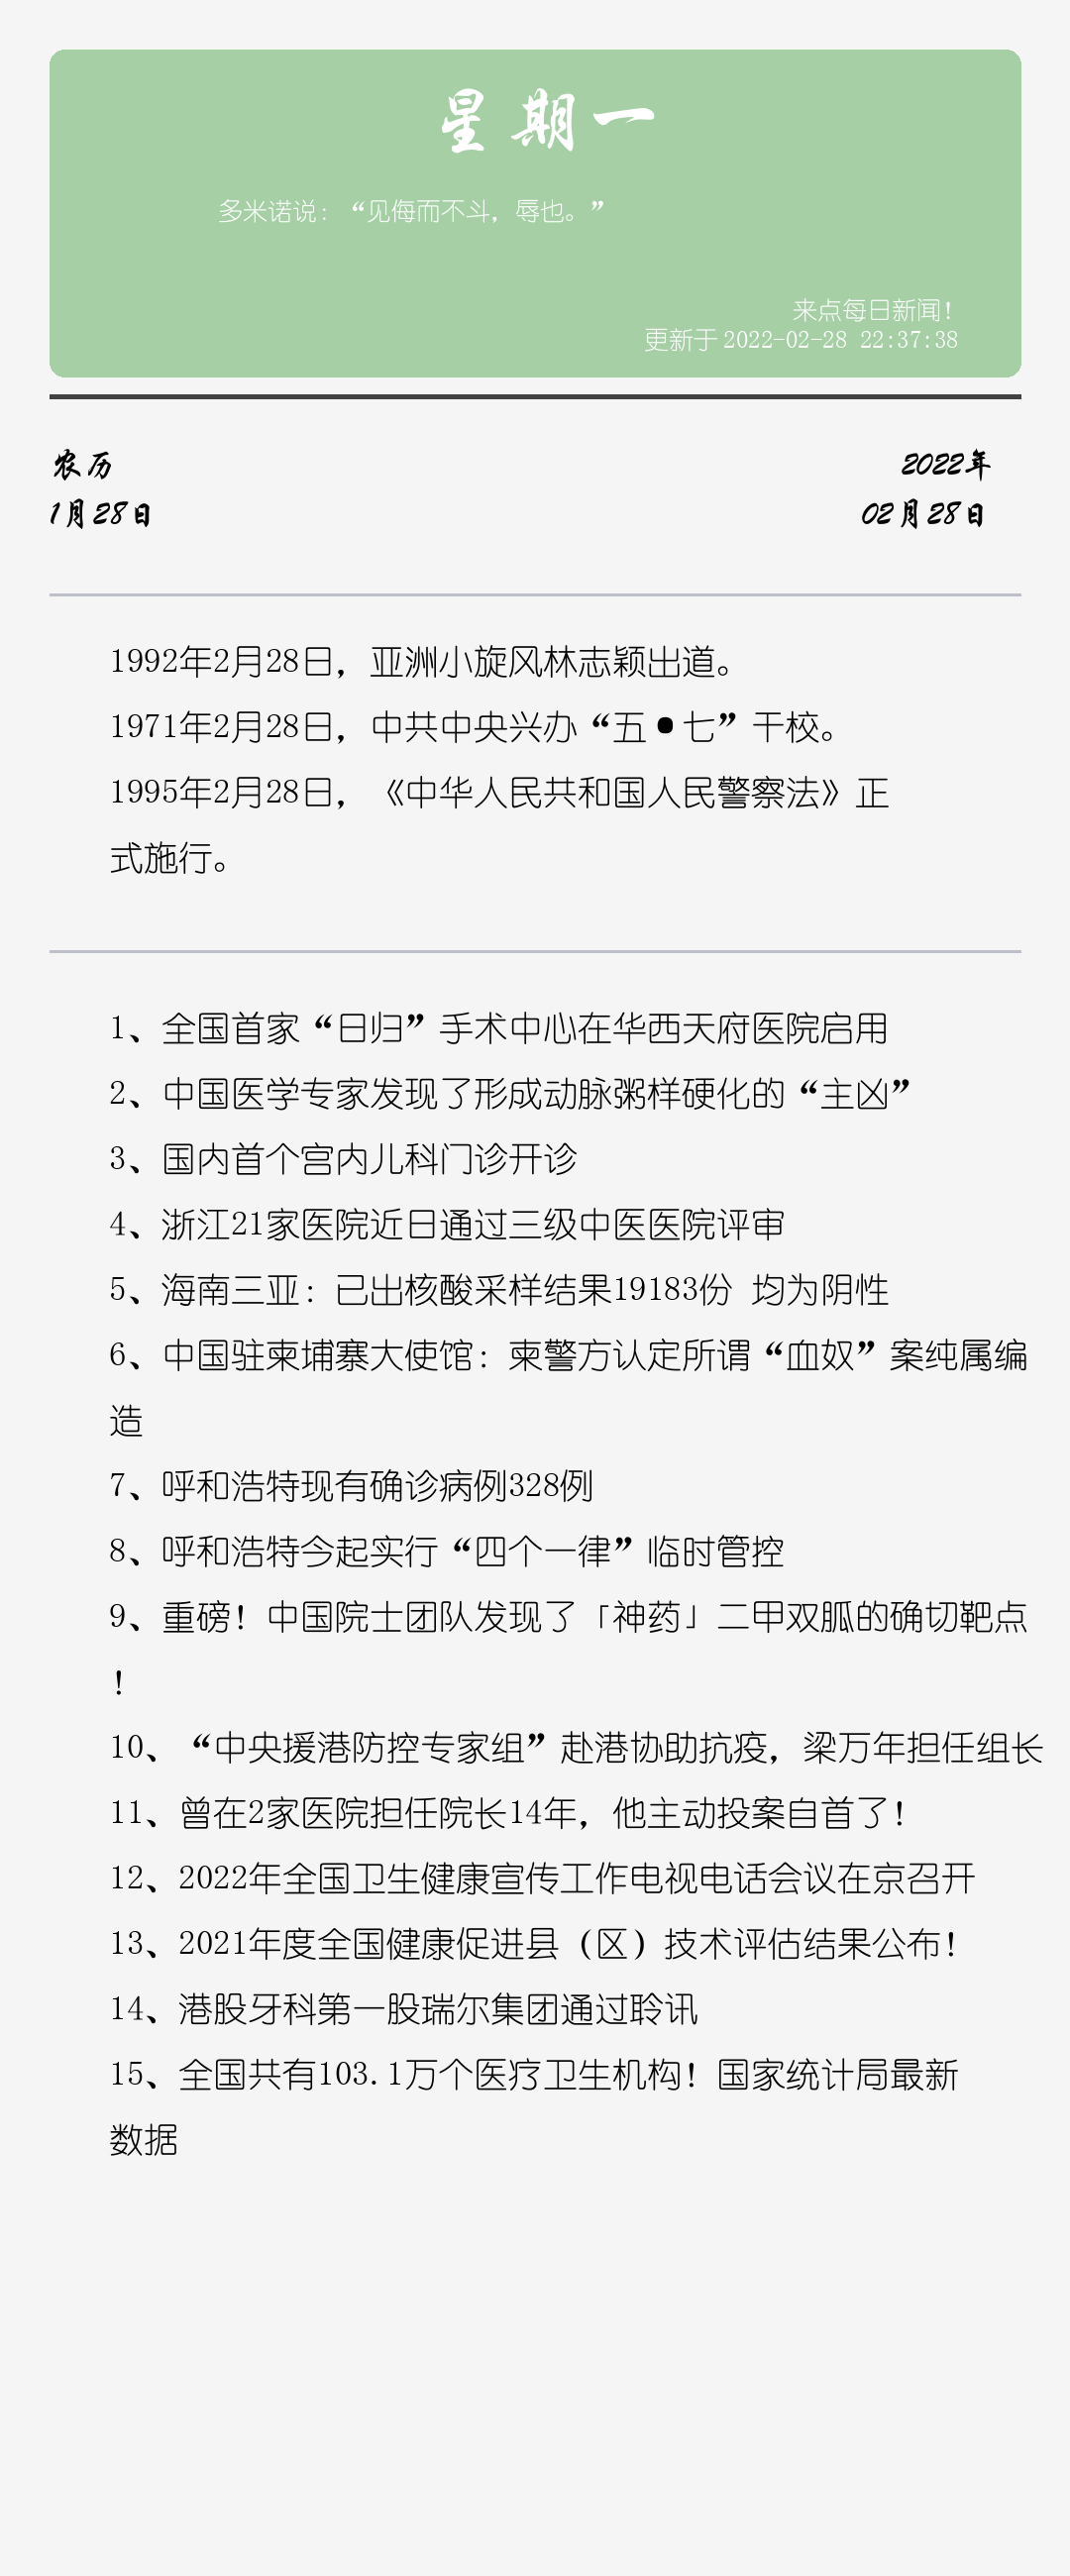 星期一
多米诺说：“见侮而不斗，辱也。”
来点每日新闻！
更新于 2022-02-28 22:37:38
农历
2022年
1月28日
02月28日
1992年2月28日，亚洲小旋风林志颖出道。
1971年2月28日，中共中央兴办“五•七”干校。
1995年2月28日，《中华人民共和国人民警察法》正
式施行。
1、全国首家“日归”手术中心在华西天府医院启用
2、中国医学专家发现了形成动脉粥样硬化的“主凶”
3、国内首个宫内儿科门诊开诊
4、浙江21家医院近日通过三级中医医院评审
5、海南三亚：已出核酸采样结果19183份 均为阴性
6、中国驻柬埔寨大使馆：柬警方认定所谓“血奴”案纯属编
造
7、呼和浩特现有确诊病例328例
8、呼和浩特今起实行“四个一律”临时管控
9、重磅！中国院士团队发现了「神药」二甲双胍的确切靶点
！
10、“中央援港防控专家组”赴港协助抗疫，梁万年担任组长
11、曾在2家医院担任院长14年，他主动投案自首了！
12、2022年全国卫生健康宣传工作电视电话会议在京召开
13、2021年度全国健康促进县（区）技术评估结果公布！
14、港股牙科第一股瑞尔集团通过聆讯
15、全国共有103.1万个医疗卫生机构！国家统计局最新
数据